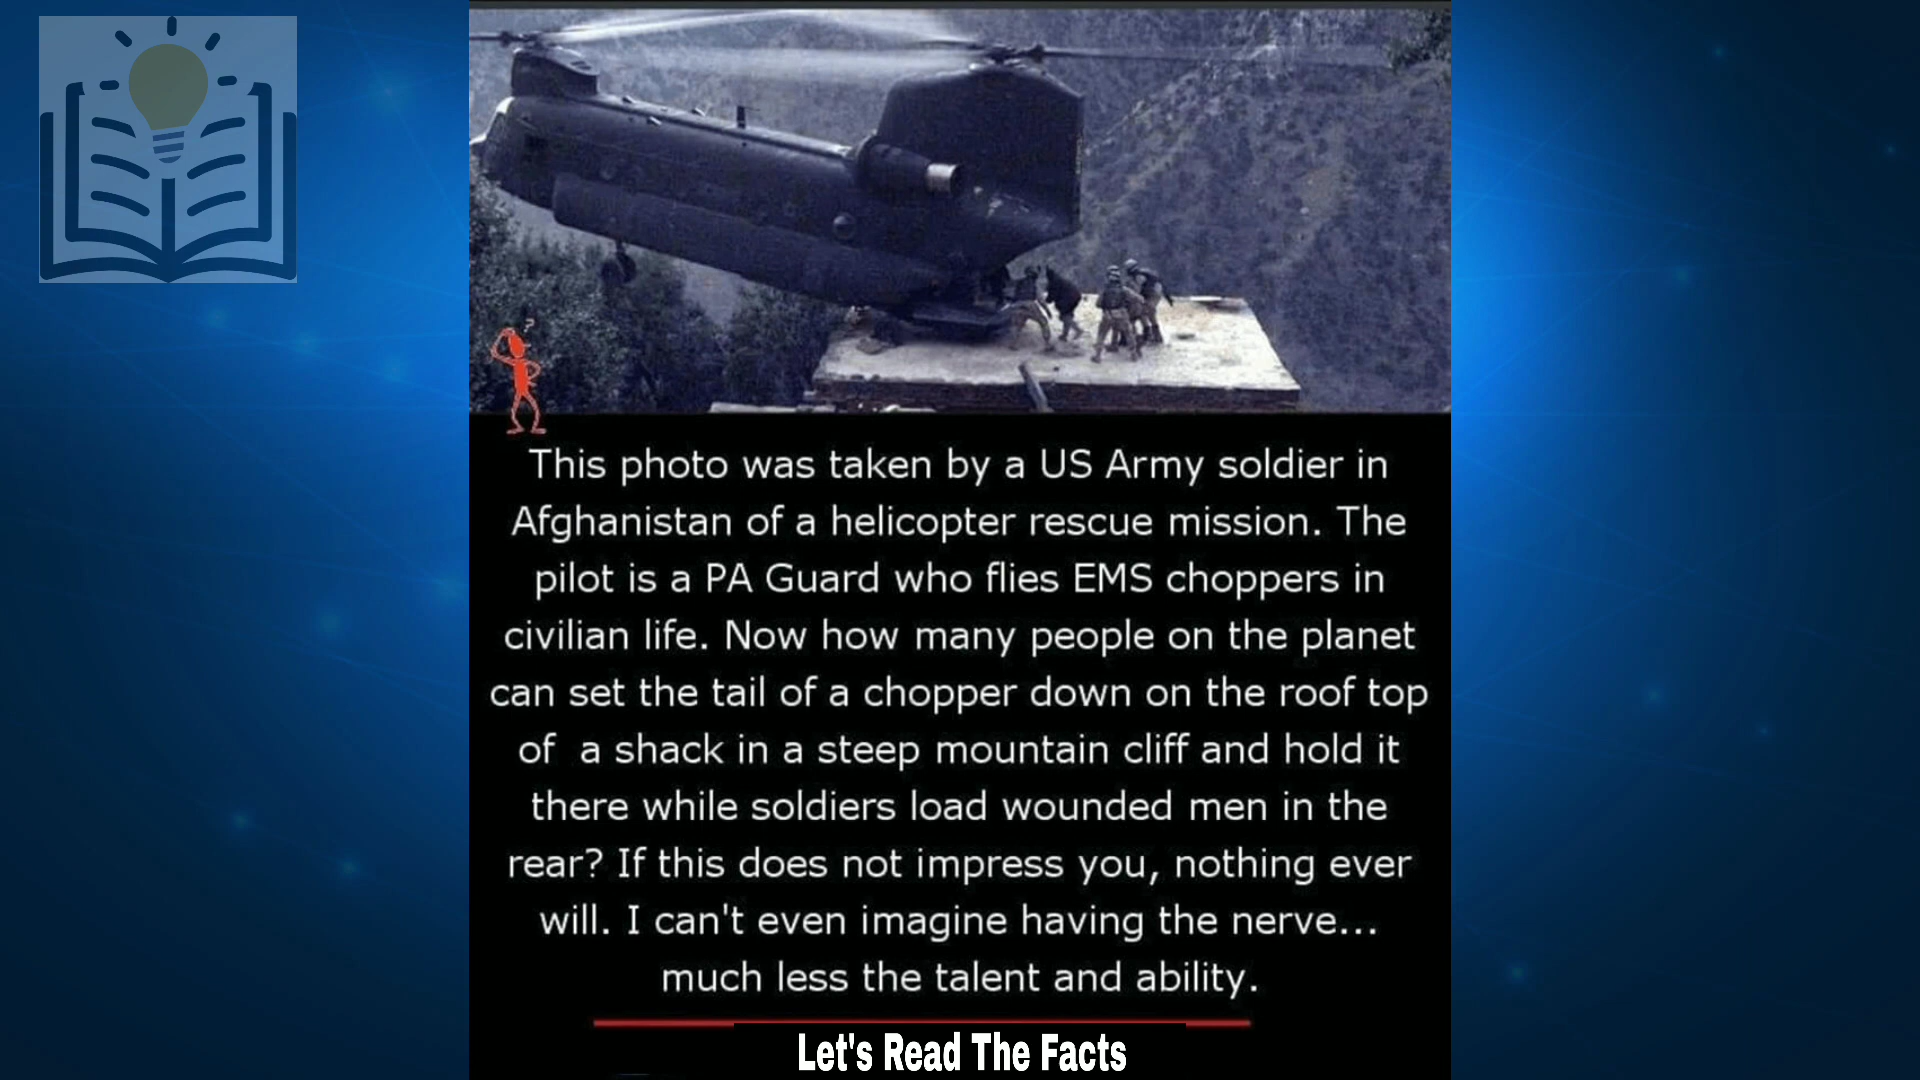 This photo was taken by a US Army soldier in
Afghanistan of a helicopter rescue mission. The
pilot is a PA Guard who flies EMS choppers in
civilian life. Now how many people on the planet
can set the tail of a chopper down on the roof top
of a shack in a steep mountain cliff and hold it
there while soldiers load wounded men in the
rear? If this does not impress you, nothing ever
will. I can't even imagine having the nerve...
much less the talent and ability.
Let's Read The Facts